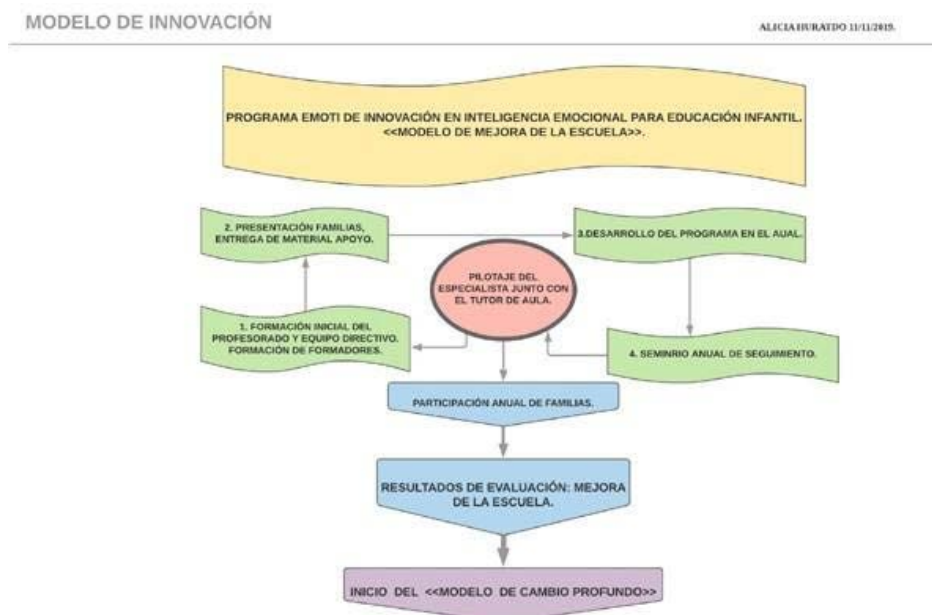 MODELO DE INNOVACIÓN
ALICIA HURATDO 11/11/2019.
PROGRAMA EMOTI DE INNOVACIÓN EN INTELIGENCIA EMOCIONAL PARA EDUCACIÓN INFANTIL.
<<MODELO DE MEJORA DE LA ESCUELA>>.
2. PRESENTACIÓN FAMILIAS,
ENTREGA DE MATERIAL APOYO.
3.DESARROLLO DEL PROGRAMA EN EL AUAL.
PILOTAJE DEL
ESPECIALISTA JUNTO CON
EL TUTOR DE AULA.
1. FORMACIÓN INICIAL DEL
PROFESORADO Y EQUIPO DIRECTIVO.
FORMACIÓN DE FORMADORES.
4. SEMINRIO ANUAL DE SEGUIMIENTO.
PARTICIPACIÓN ANUAL DE FAMILIAS.
RESULTADOS DE EVALUACIÓN: MEJORA
DE LA ESCUELA.
INICIO DEL <<MODELO DE CAMBIO PROFUNDO>>